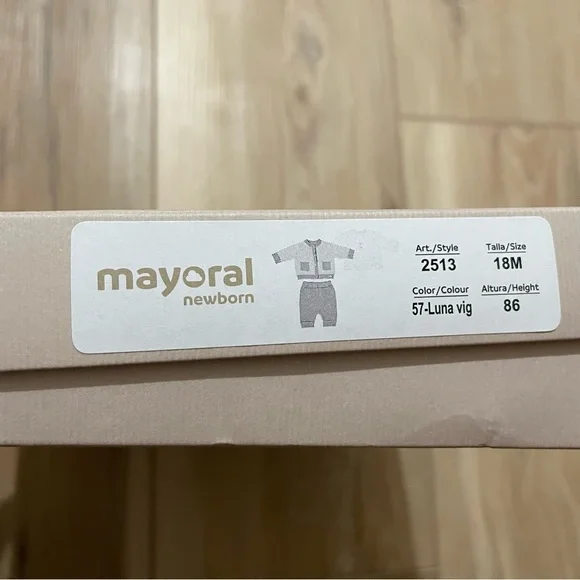 mayoral
newborn
Art./Style Talla/Size
2513 18M
Color/Colour Altura/Height
57-Luna vig 86